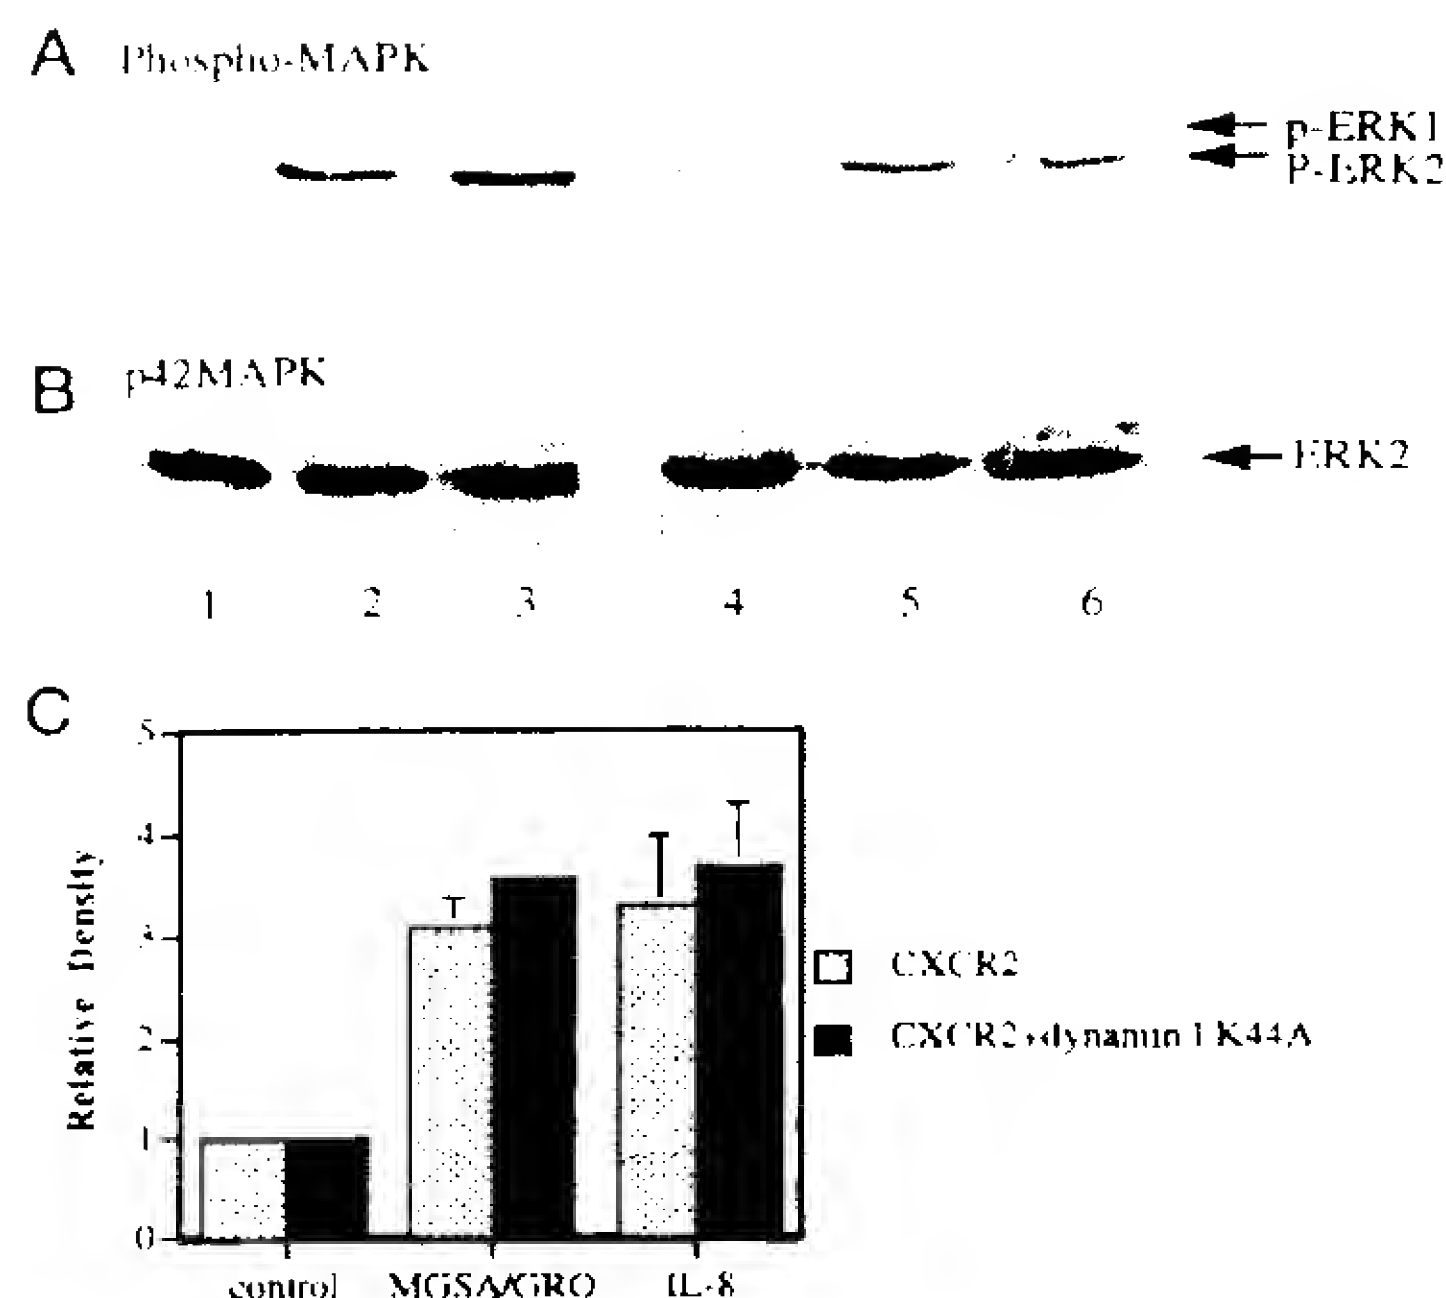 A Phospho-MAPK
p-ERK1
P-ERK2
B p42MAPK
ERK2
1 2 3 4 5 6
C
5
4
3
2
1
0
Relative Density
control MGSA/GRO IL-8
CXCR2
CXCR2+dynamin I K44A